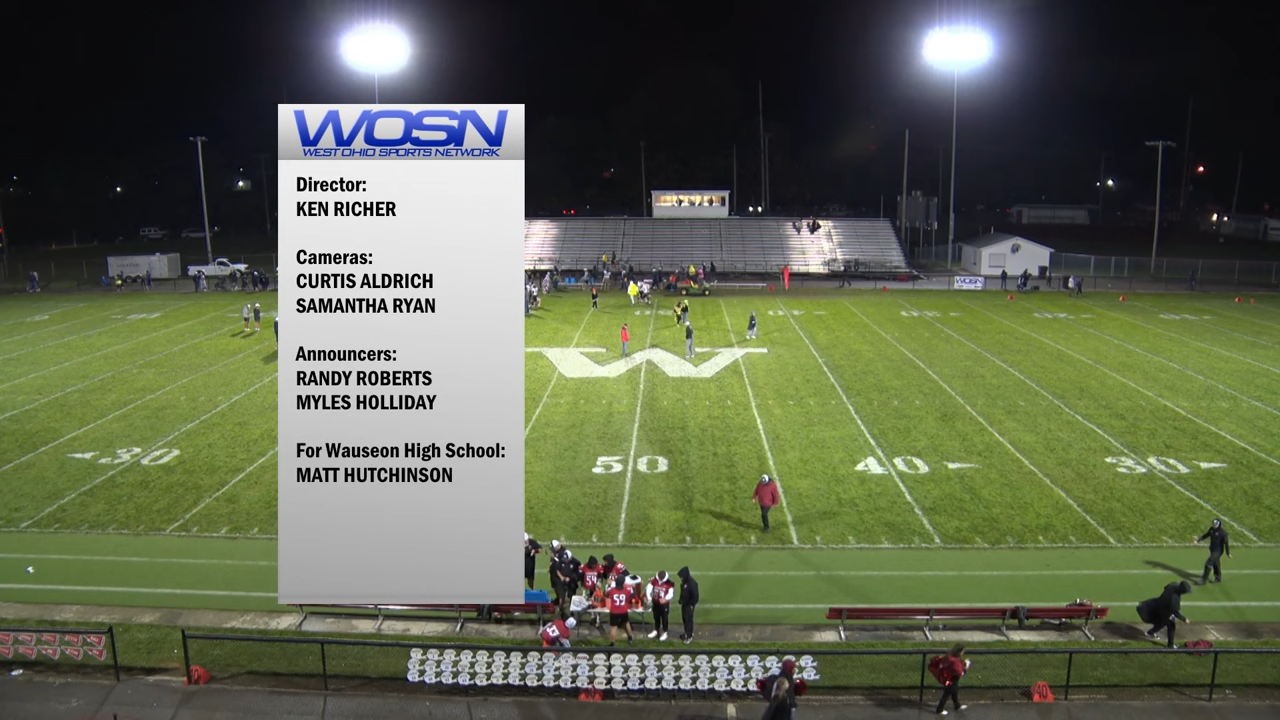 WOSN
WEST OHIO SPORTS NETWORK
Director:
KEN RICHER
Cameras:
CURTIS ALDRICH
SAMANTHA RYAN
Announcers:
RANDY ROBERTS
MYLES HOLLIDAY
For Wauseon High School:
MATT HUTCHINSON
W
30
50
40
30
59
40